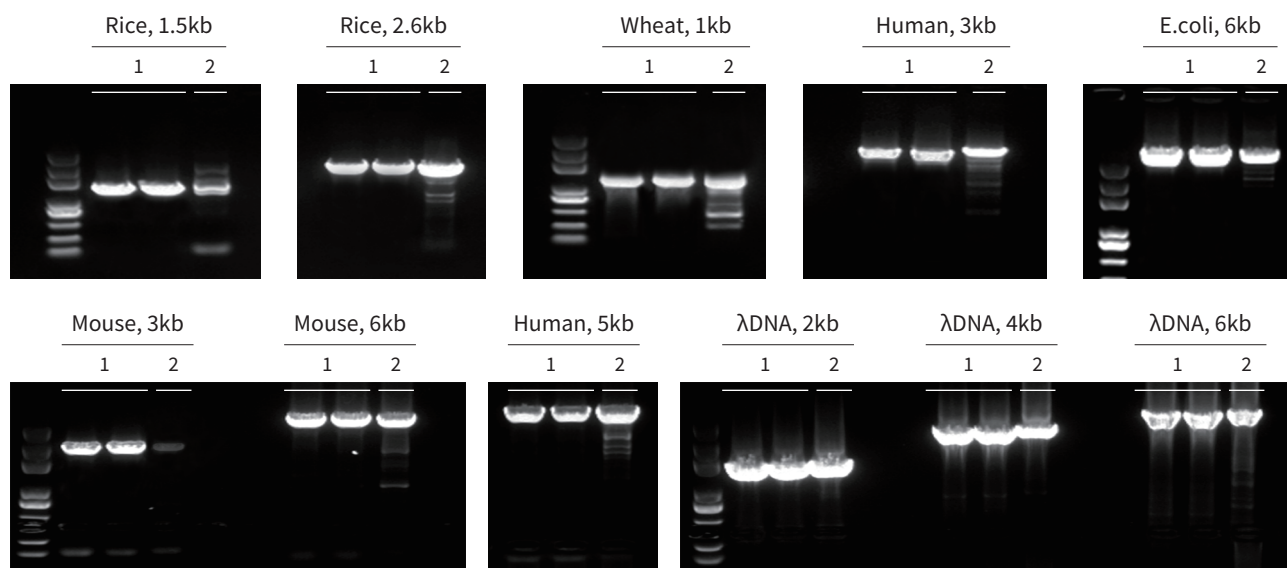 Rice, 1.5kb Rice, 2.6kb Wheat, 1kb Human, 3kb E.coli, 6kb
1 2 1 2 1 2 1 2 1 2
Mouse, 3kb Mouse, 6kb Human, 5kb λDNA, 2kb λDNA, 4kb λDNA, 6kb
1 2 1 2 1 2 1 2 1 2 1 2